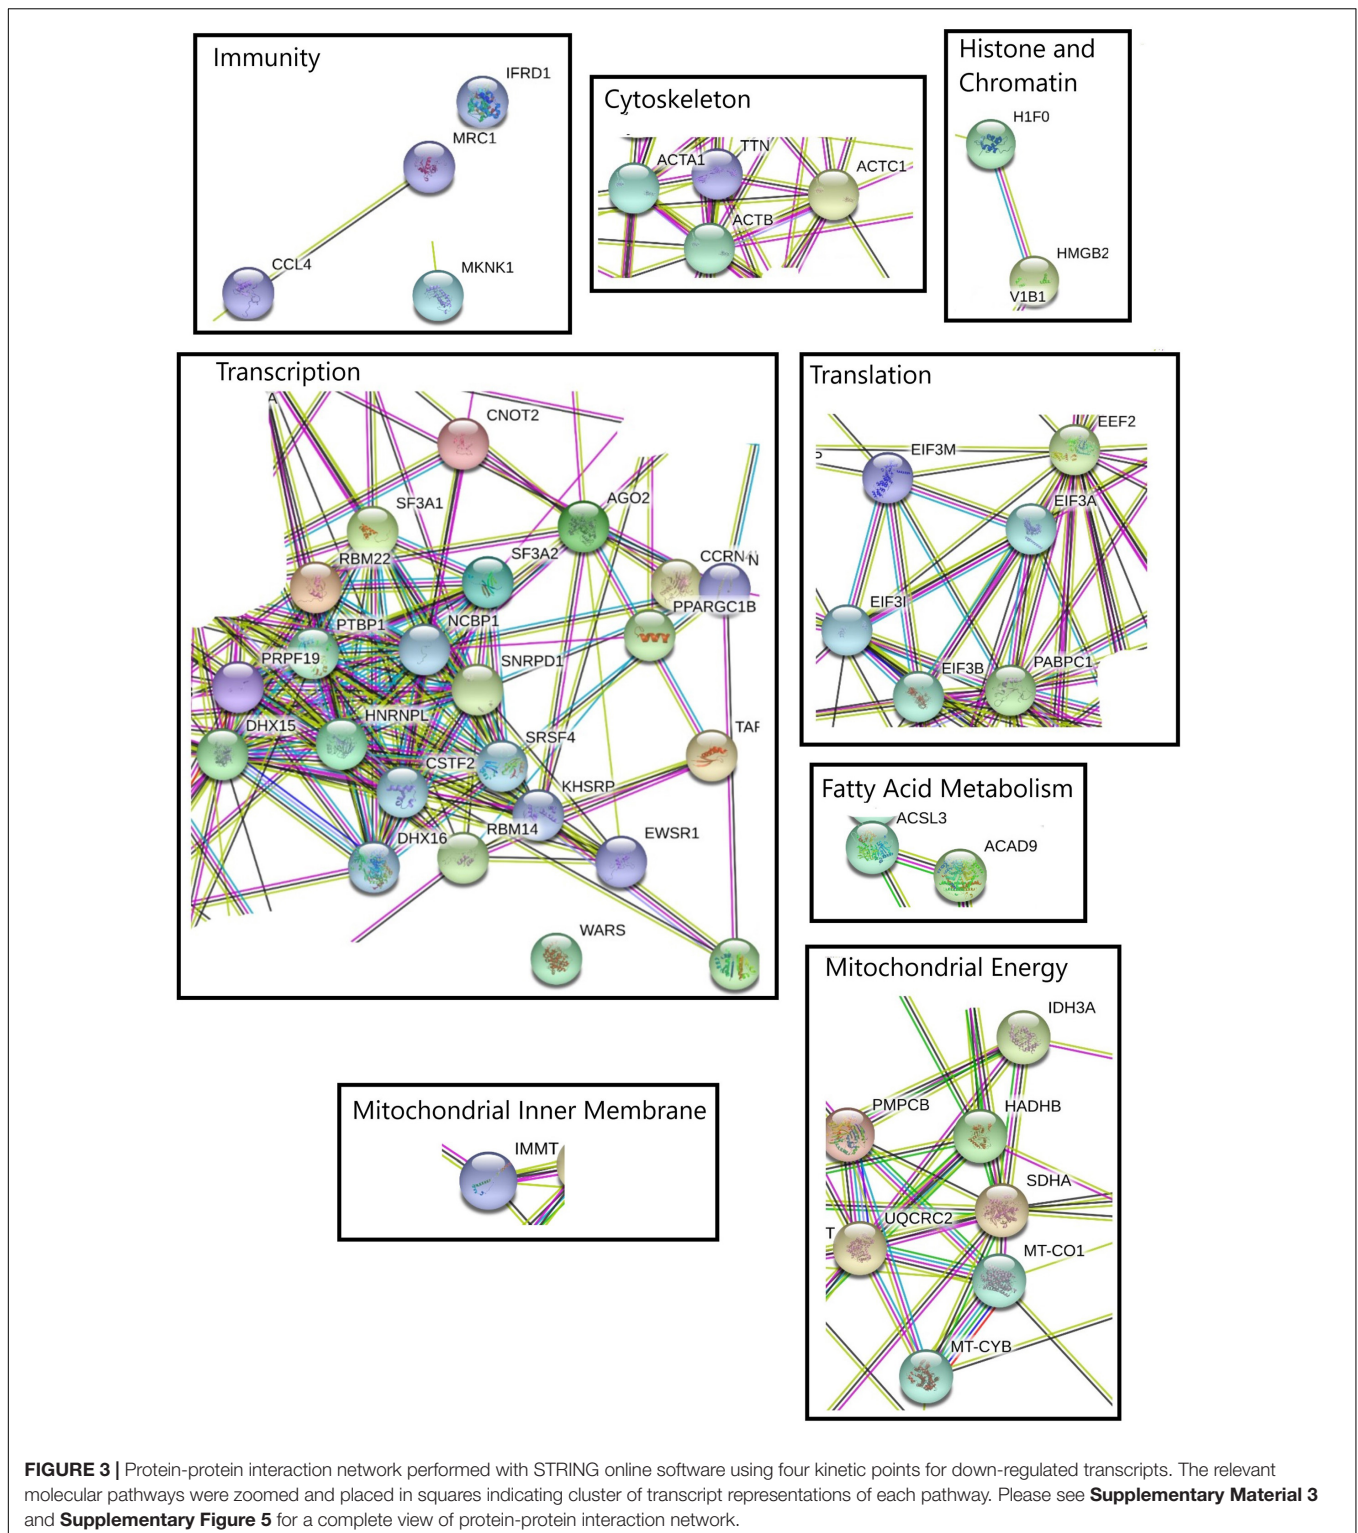 Immunity
IFRD1
MRC1
CCL4
MKNK1
Cytoskeleton
ACTA1
TTN
ACTC1
ACTB
Histone and
Chromatin
H1F0
HMGB2
V1B1
Transcription
A
CNOT2
SF3A1
AGO2
RBM22
SF3A2
CCRN4
N
PPARGC1B
PTBP1
NCBP1
PRPF19
SNRPD1
DHX15
HNRNPL
SRSF4
TAF
CSTF2
KHSRP
DHX16
RBM14
EWSR1
WARS
Translation
EEF2
EIF3M
P
EIF3A
EIF3I
EIF3B
PABPC1
Fatty Acid Metabolism
ACSL3
ACAD9
Mitochondrial Energy
IDH3A
PMPCB
HADHB
SDHA
UQCRC2
T
MT-CO1
MT-CYB
Mitochondrial Inner Membrane
IMMT
FIGURE 3 | Protein-protein interaction network performed with STRING online software using four kinetic points for down-regulated transcripts. The relevant
molecular pathways were zoomed and placed in squares indicating cluster of transcript representations of each pathway. Please see Supplementary Material 3
and Supplementary Figure 5 for a complete view of protein-protein interaction network.